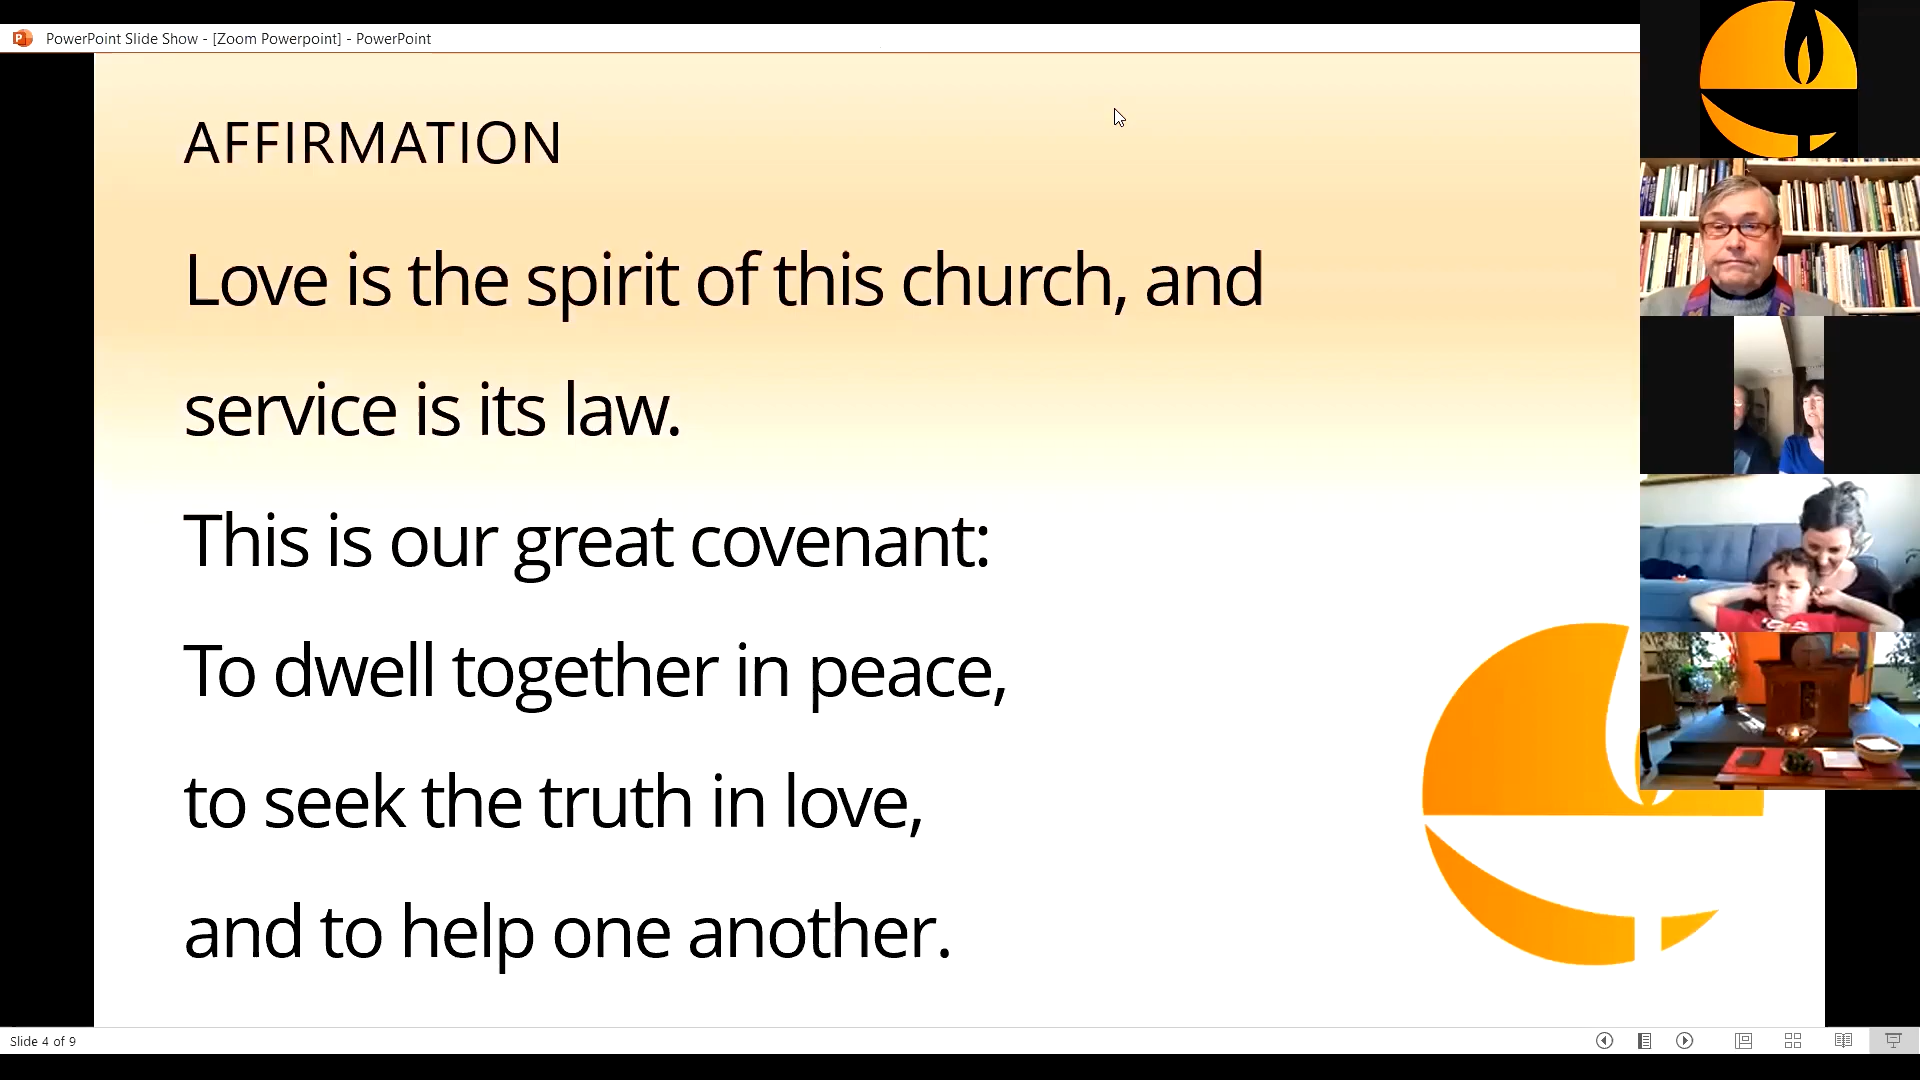 PowerPoint Slide Show - [Zoom Powerpoint] - PowerPoint
AFFIRMATION
Love is the spirit of this church, and
service is its law.
This is our great covenant:
To dwell together in peace,
to seek the truth in love,
and to help one another.
Slide 4 of 9